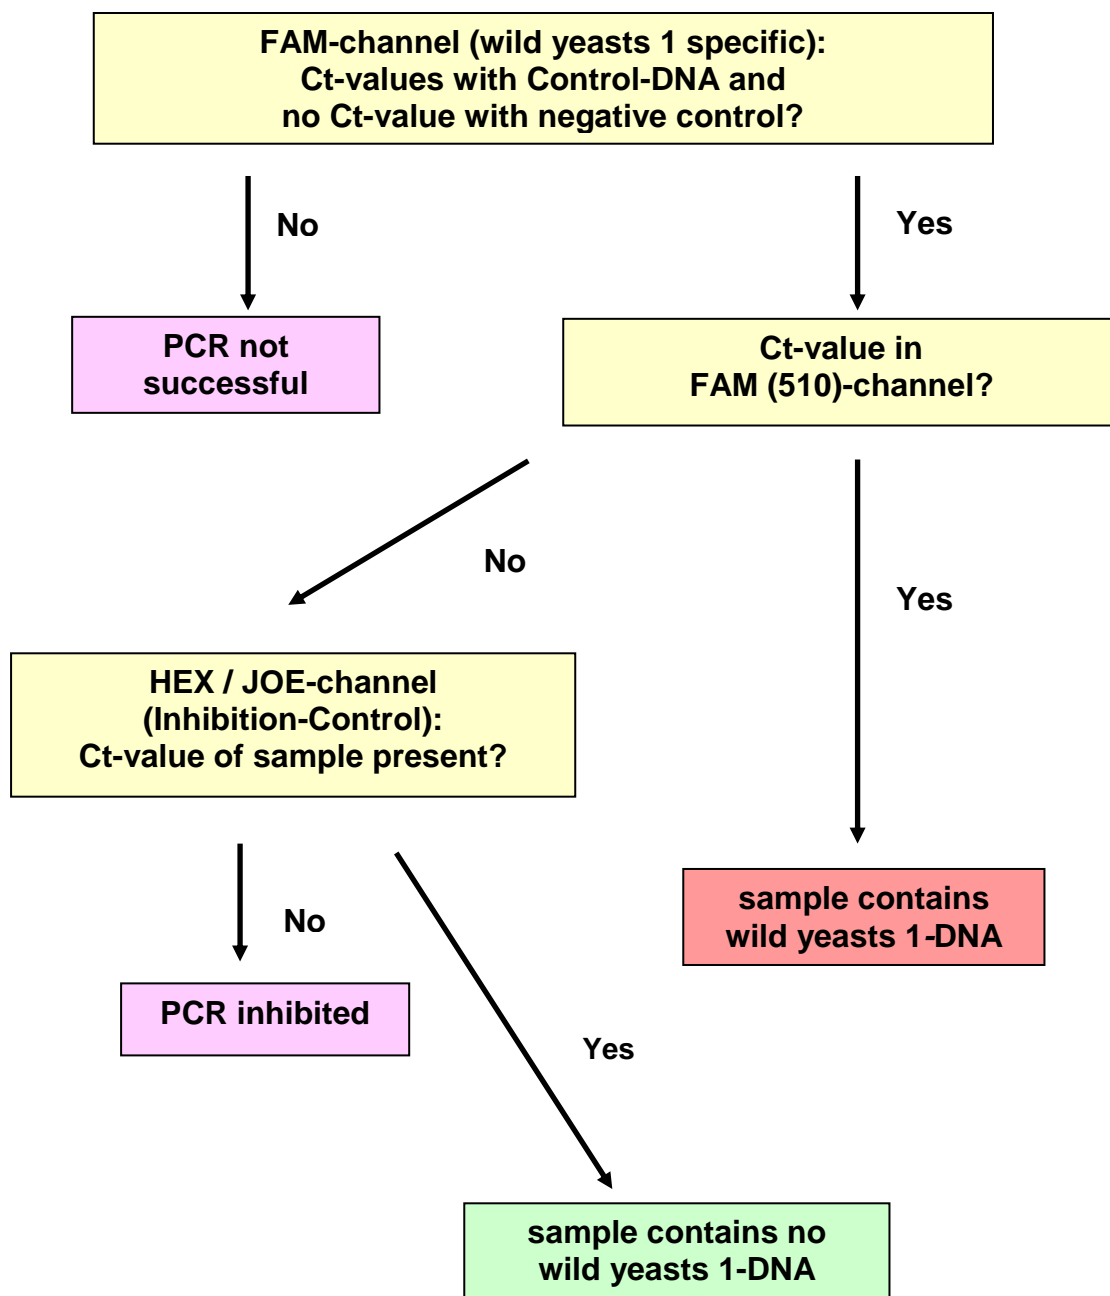 FAM-channel (wild yeasts 1 specific):
Ct-values with Control-DNA and
no Ct-value with negative control?
No
Yes
PCR not
successful
Ct-value in
FAM (510)-channel?
No
Yes
HEX / JOE-channel
(Inhibition-Control):
Ct-value of sample present?
sample contains
wild yeasts 1-DNA
No
PCR inhibited
Yes
sample contains no
wild yeasts 1-DNA